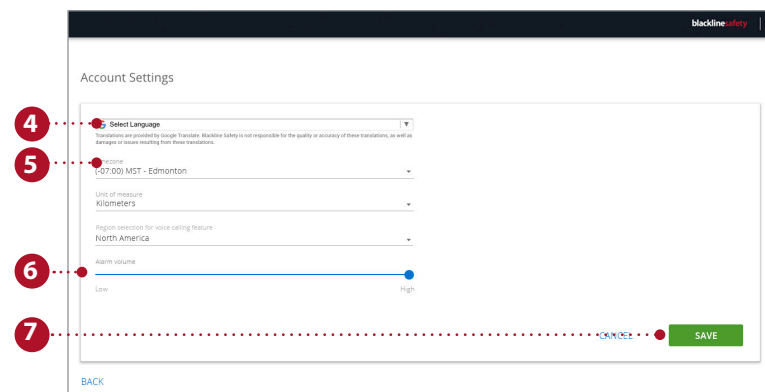 blacklinesafety
Account Settings
4
Select Language
Translations are provided by Google Translate. Blackline Safety is not responsible for the quality or accuracy of these translations, as well as
damages or issues resulting from these translations.
5
Timezone
(-07:00) MST - Edmonton
Unit of measure
Kilometers
Region selection for voice calling feature
North America
6
Alarm volume
Low High
7
CANCEL SAVE
BACK